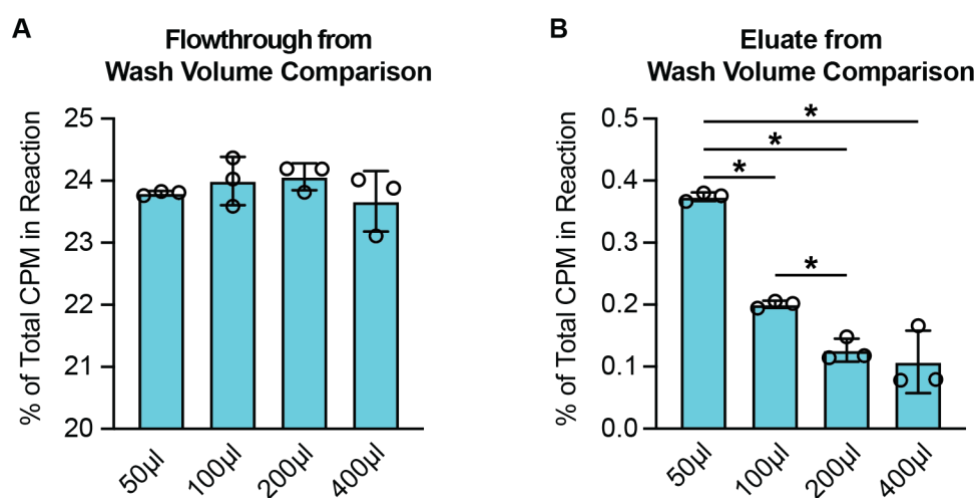 A
Flowthrough from
Wash Volume Comparison
% of Total CPM in Reaction
25
24
23
22
21
20
50µl
100µl
200µl
400µl
B
Eluate from
Wash Volume Comparison
% of Total CPM in Reaction
0.5
0.4
0.3
0.2
0.1
0.0
*
*
*
*
50µl
100µl
200µl
400µl